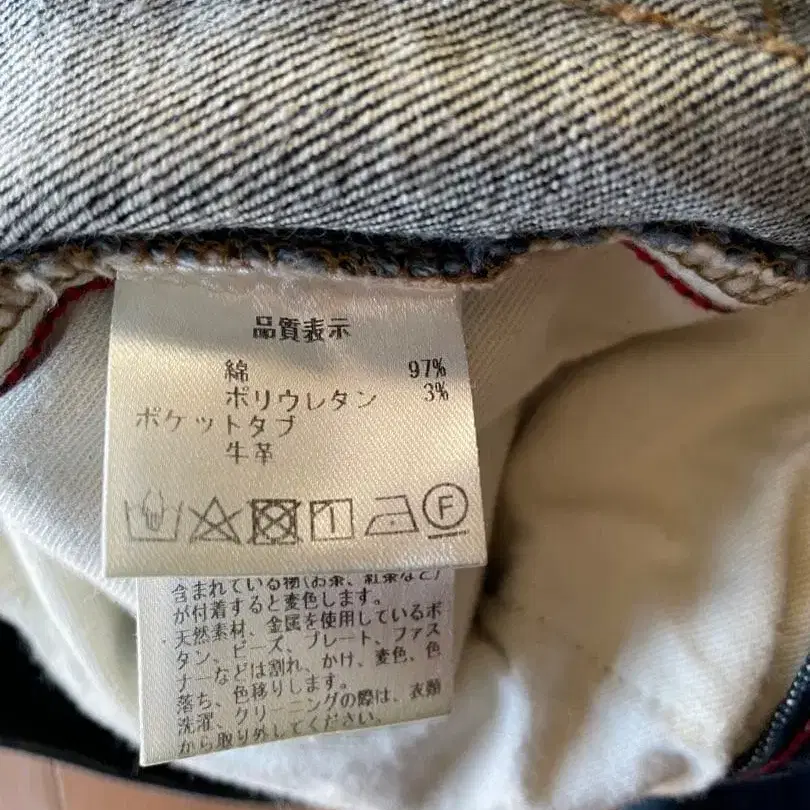 品質表示
綿 97%
ポリウレタン 3%
ポケットタブ
牛革
F
含まれている物(お茶、紅茶など)
が付着すると変色します。
天然素材、金属を使用しているボ
タン、ビーズ、プレート、ファス
ナーなどは割れ、かけ、変色、色
落ち、色移りします。
洗濯、クリーニングの際は、衣類
から取り外してください。